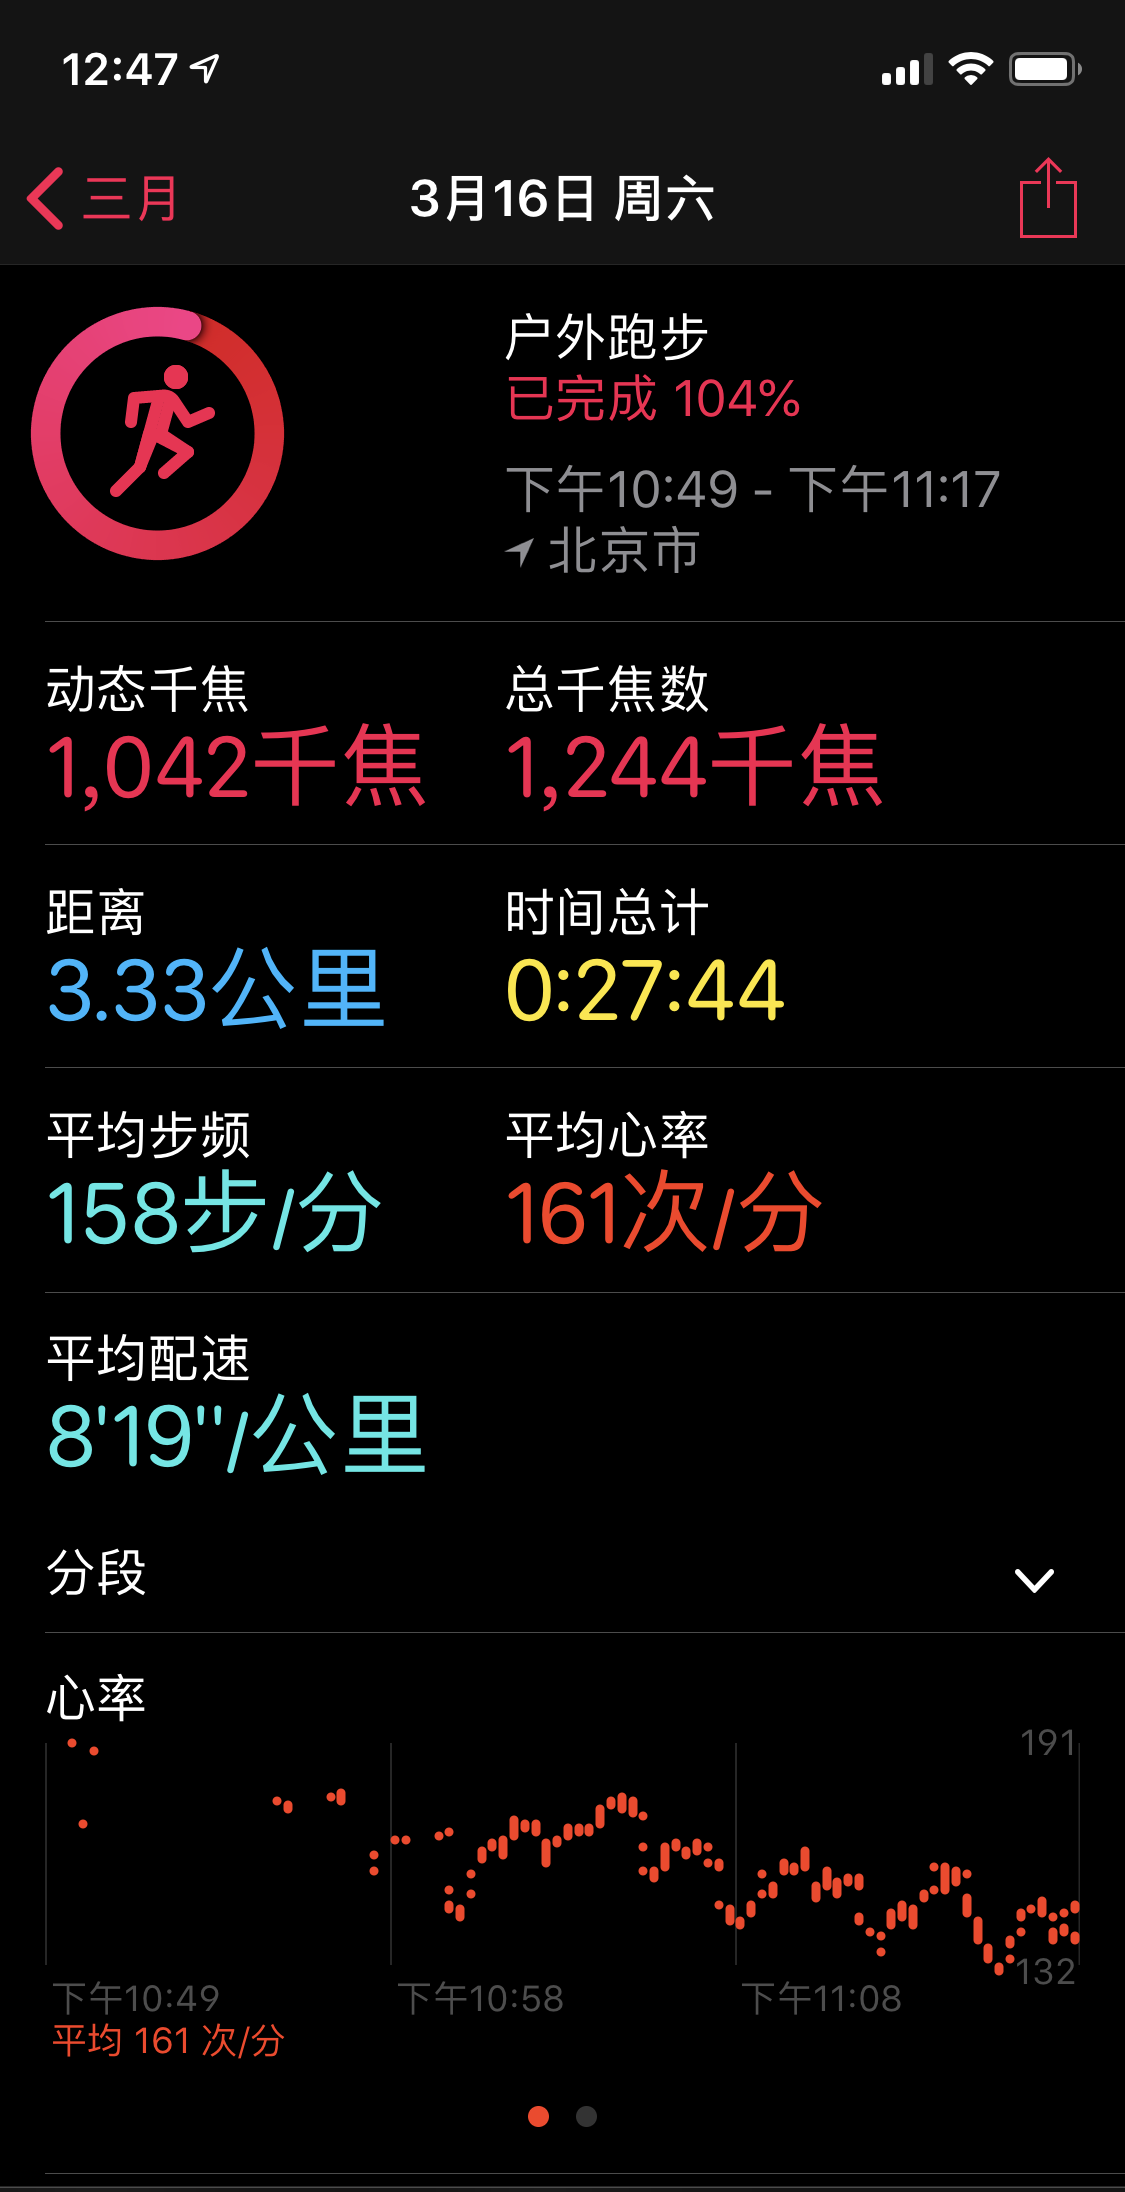 12:47
三月
3月16日 周六
户外跑步
已完成 104%
下午10:49 - 下午11:17
北京市
动态千焦
总千焦数
1,042千焦
1,244千焦
距离
时间总计
3.33公里
0:27:44
平均步频
平均心率
158步/分
161次/分
平均配速
8'19''/公里
分段
心率
191
132
下午10:49
下午10:58
下午11:08
平均 161 次/分